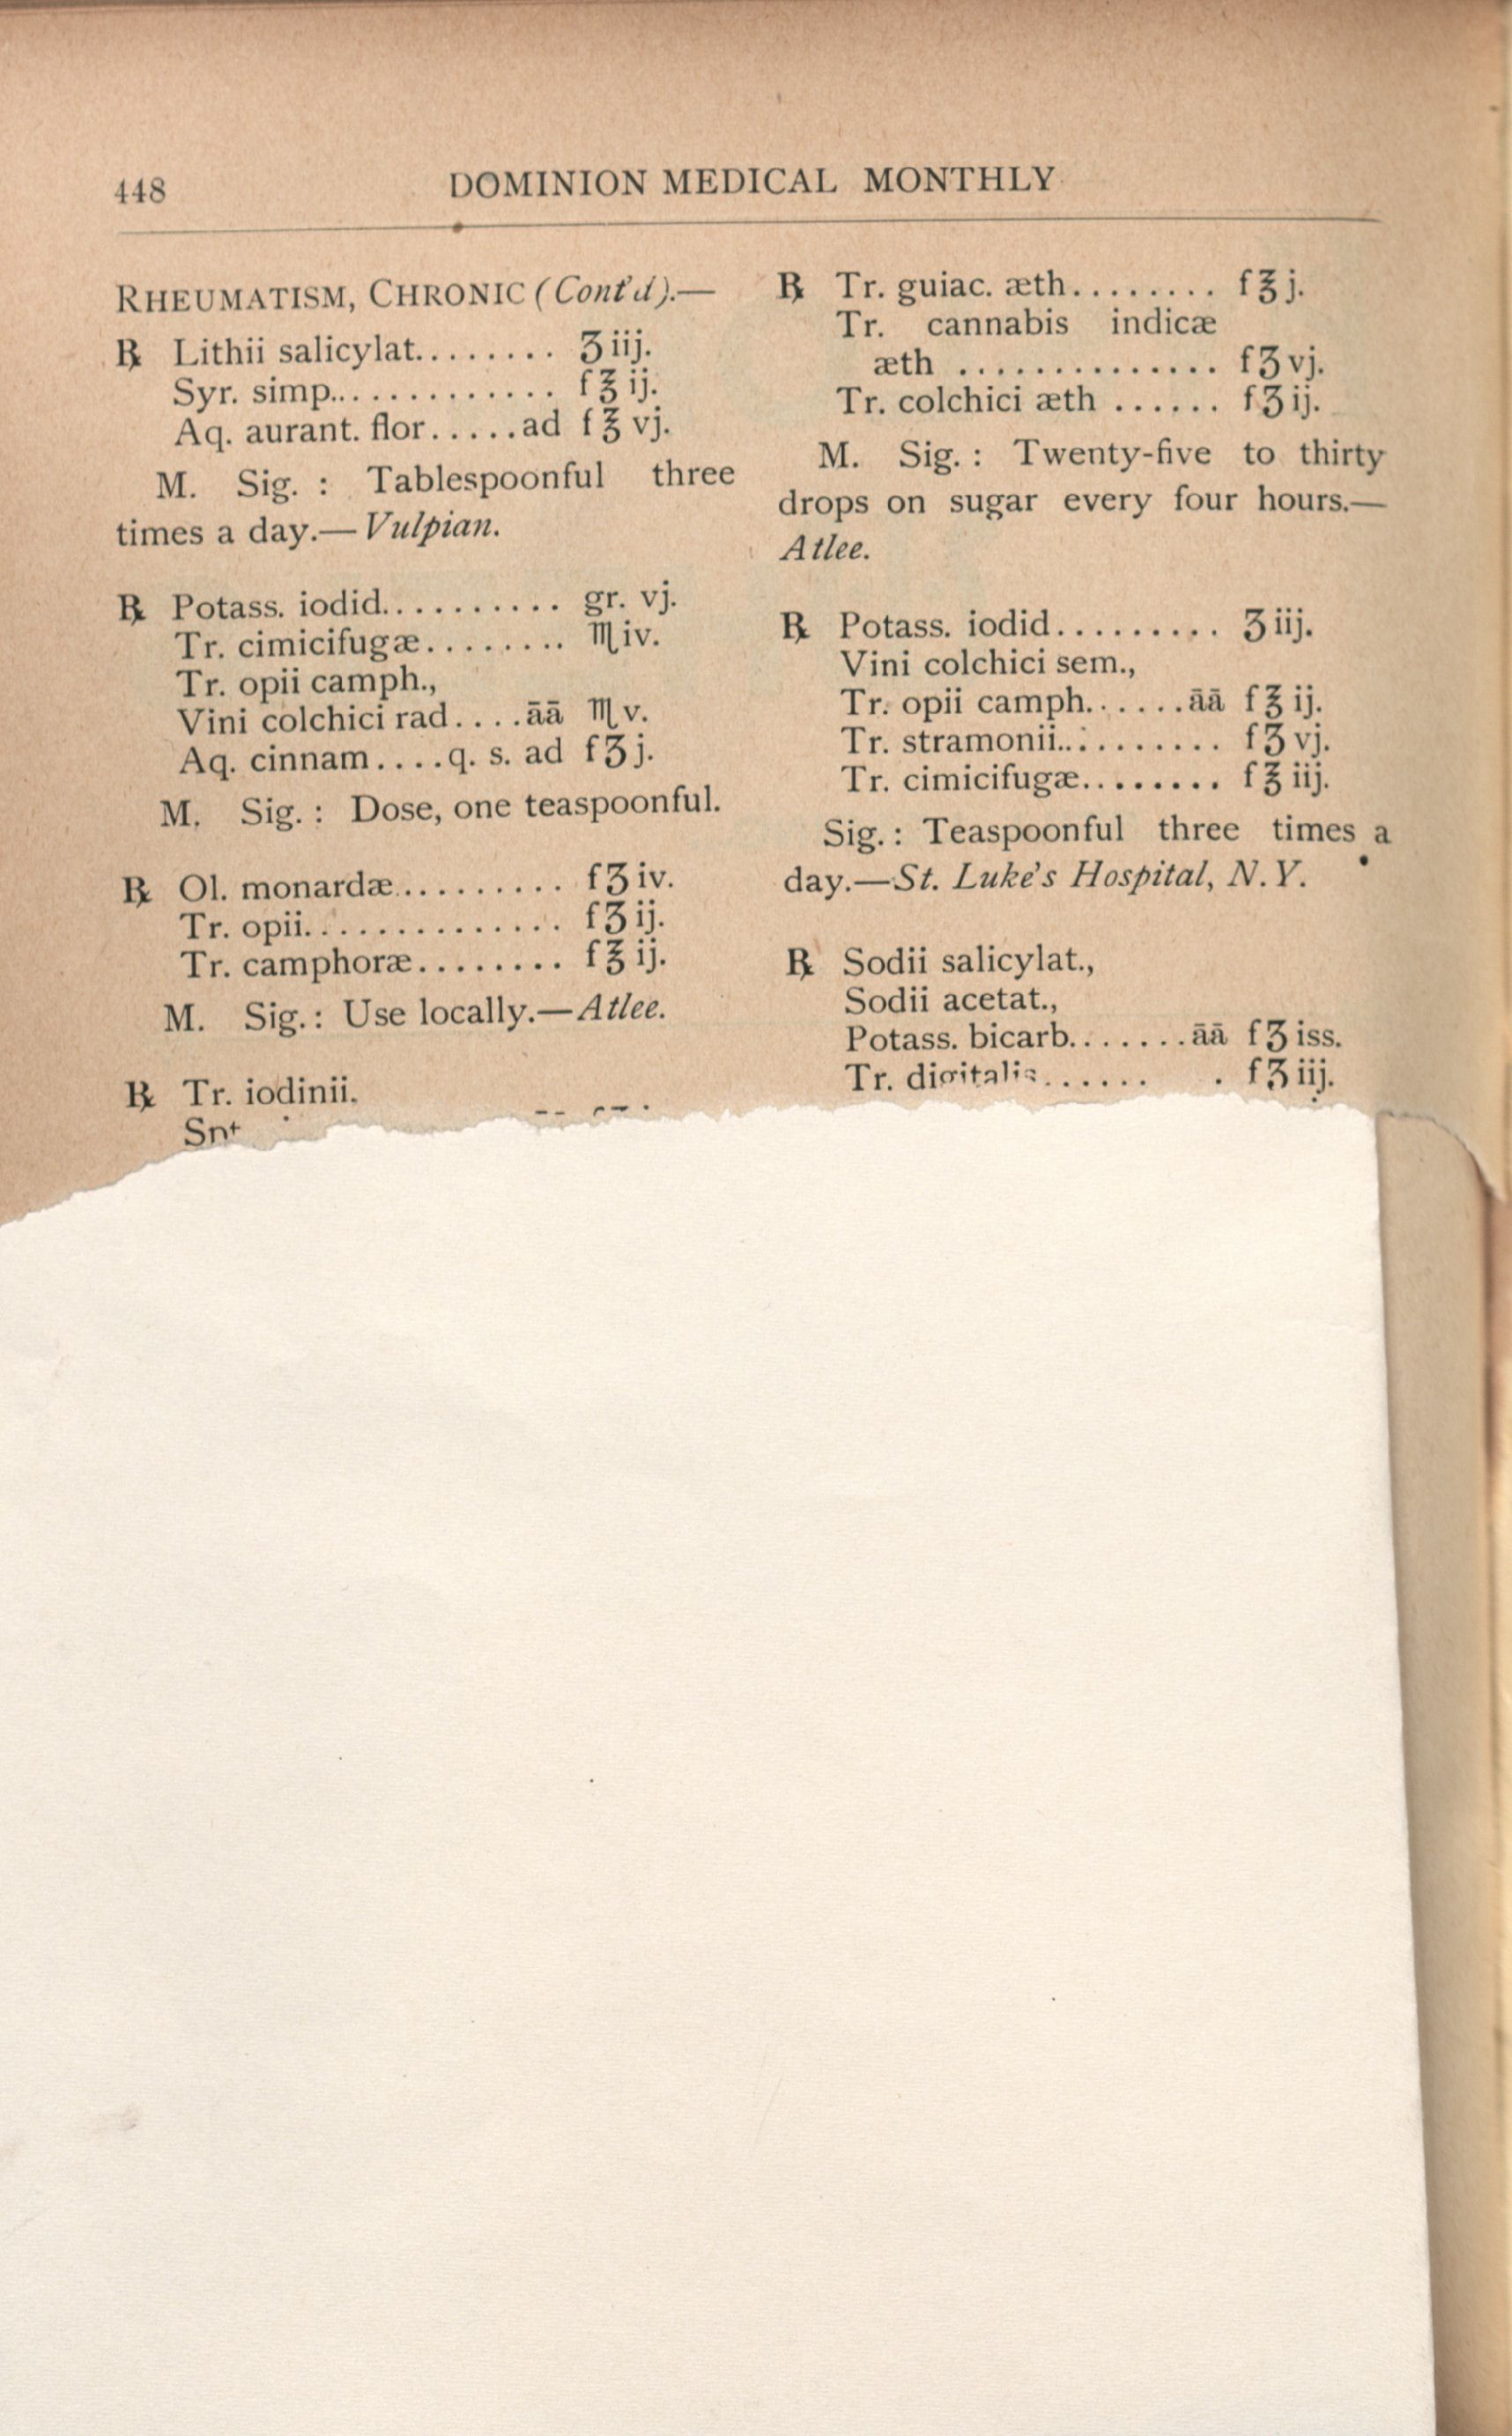 448
DOMINION MEDICAL MONTHLY
RHEUMATISM, CHRONIC (Cont'd).—
℞ Lithii salicylat........ ʒ iij.
Syr. simp.............. f ℥ ij.
Aq. aurant. flor.....ad f ℥ vj.
M. Sig. : Tablespoonful three
times a day.—Vulpian.
℞ Potass. iodid........... gr. vj.
Tr. cimicifugæ........ ♏ iv.
Tr. opii camph.,
Vini colchici rad....āā ♏ v.
Aq. cinnam....q. s. ad f ʒ j.
M. Sig. : Dose, one teaspoonful.
℞ Ol. monardæ.......... f ʒ iv.
Tr. opii............... f ʒ ij.
Tr. camphoræ........ f ℥ ij.
M. Sig. : Use locally.—Atlee.
℞ Tr. iodinii.
℞ Tr. guiac. æth........ f ℥ j.
Tr. cannabis indicæ
æth .............. f ʒ vj.
Tr. colchici æth ...... f ʒ ij.
M. Sig. : Twenty-five to thirty
drops on sugar every four hours.—
Atlee.
℞ Potass. iodid......... ʒ iij.
Vini colchici sem.,
Tr. opii camph......āā f ℥ ij.
Tr. stramonii........... f ʒ vj.
Tr. cimicifugæ........ f ℥ iij.
Sig. : Teaspoonful three times a
day.—St. Luke's Hospital, N. Y.
℞ Sodii salicylat.,
Sodii acetat.,
Potass. bicarb.......āā f ʒ iss.
Tr. digitalis...... . f ʒ iij.